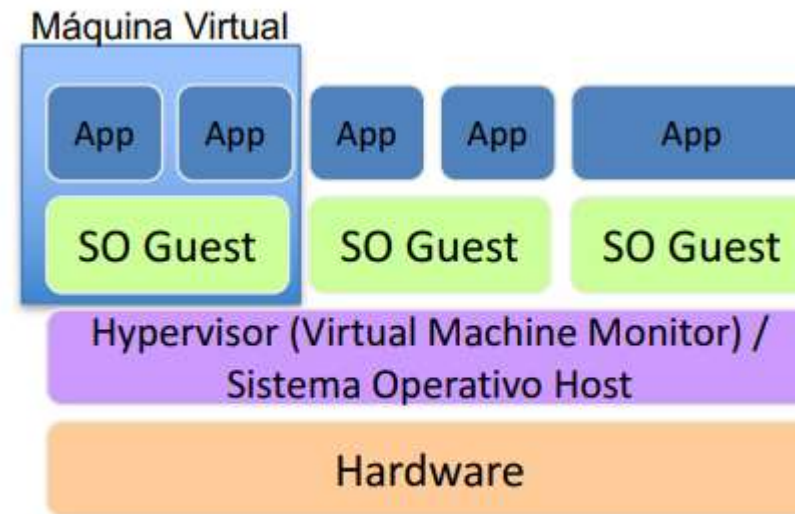 Máquina Virtual
App App App App App
SO Guest SO Guest SO Guest
Hypervisor (Virtual Machine Monitor) /
Sistema Operativo Host
Hardware